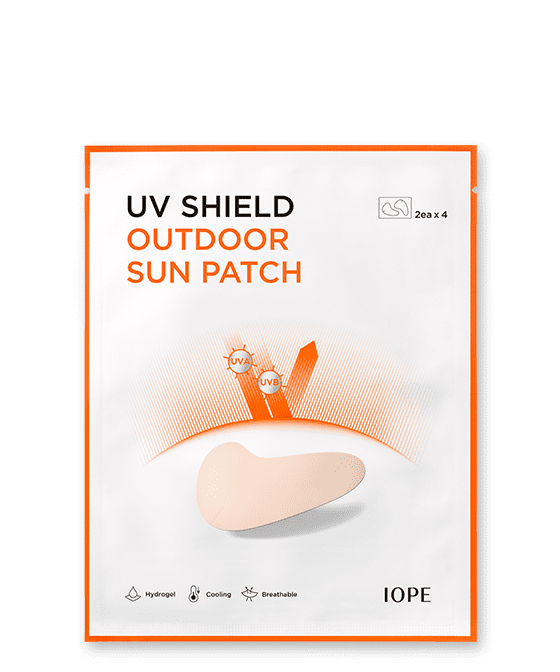 UV SHIELD
OUTDOOR
SUN PATCH
2ea x 4
UVA
UVB
Hydrogel
Cooling
Breathable
IOPE